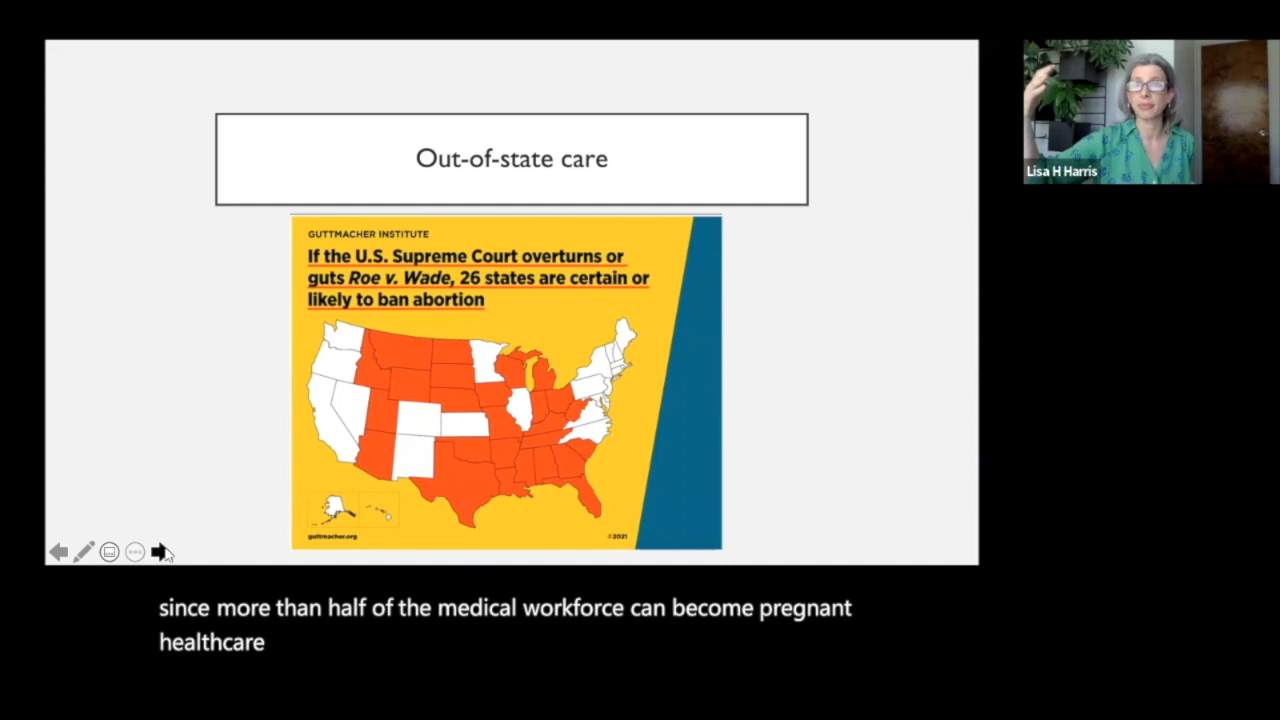 Out-of-state care
GUTTMACHER INSTITUTE
If the U.S. Supreme Court overturns or
guts Roe v. Wade, 26 states are certain or
likely to ban abortion
guttmacher.org
©2021
Lisa H Harris
since more than half of the medical workforce can become pregnant
healthcare